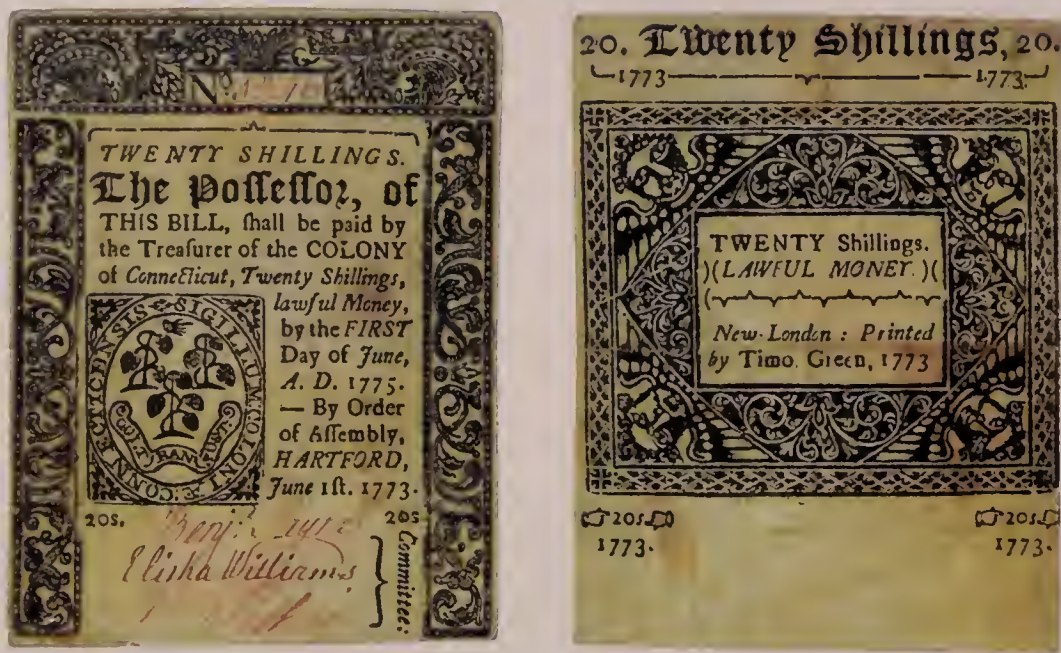 No.
TWENTY SHILLINGS.
The Poſſeſſor, of
THIS BILL, ſhall be paid by
the Treaſurer of the COLONY
of Connecticut, Twenty Shillings,
lawful Money,
by the FIRST
Day of June,
A. D. 1775.
— By Order
of Aſſembly,
HARTFORD,
June 1ſt. 1773.
SIGILLUM COLONIÆ CONNECTICENSIS
20s. 20s
Benj.
Elisha Williams
Committee.
20. Twenty Shillings, 20.
1773 1773.
TWENTY Shillings.
)(LAWFUL MONEY. )(
New-London : Printed
by Timo. Green, 1773
☞20s.☜ ☞20s.☜
1773. 1773.